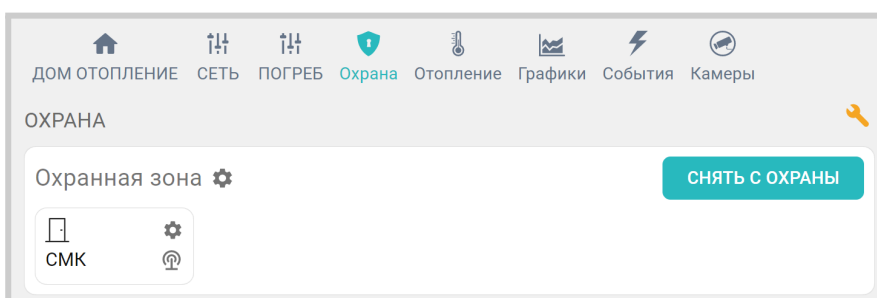 ДОМ ОТОПЛЕНИЕ СЕТЬ ПОГРЕБ Охрана Отопление Графики События Камеры
ОХРАНА
Охранная зона СНЯТЬ С ОХРАНЫ
СМК